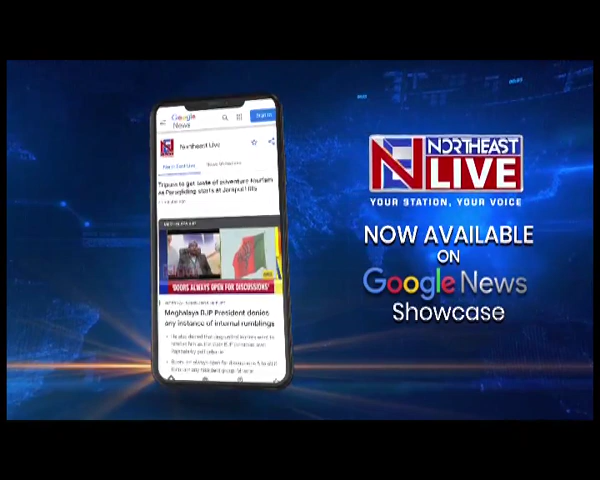 Google
News
Sign in
Northeast Live
Tripura to get taste of adventure tourism
as Paragliding starts at Jorapul
'DOORS ALWAYS OPEN FOR DISCUSSIONS'
Meghalaya BJP President denies
any instance of internal rumblings
NORTHEAST
LIVE
YOUR STATION, YOUR VOICE
NOW AVAILABLE
ON
Google News
Showcase